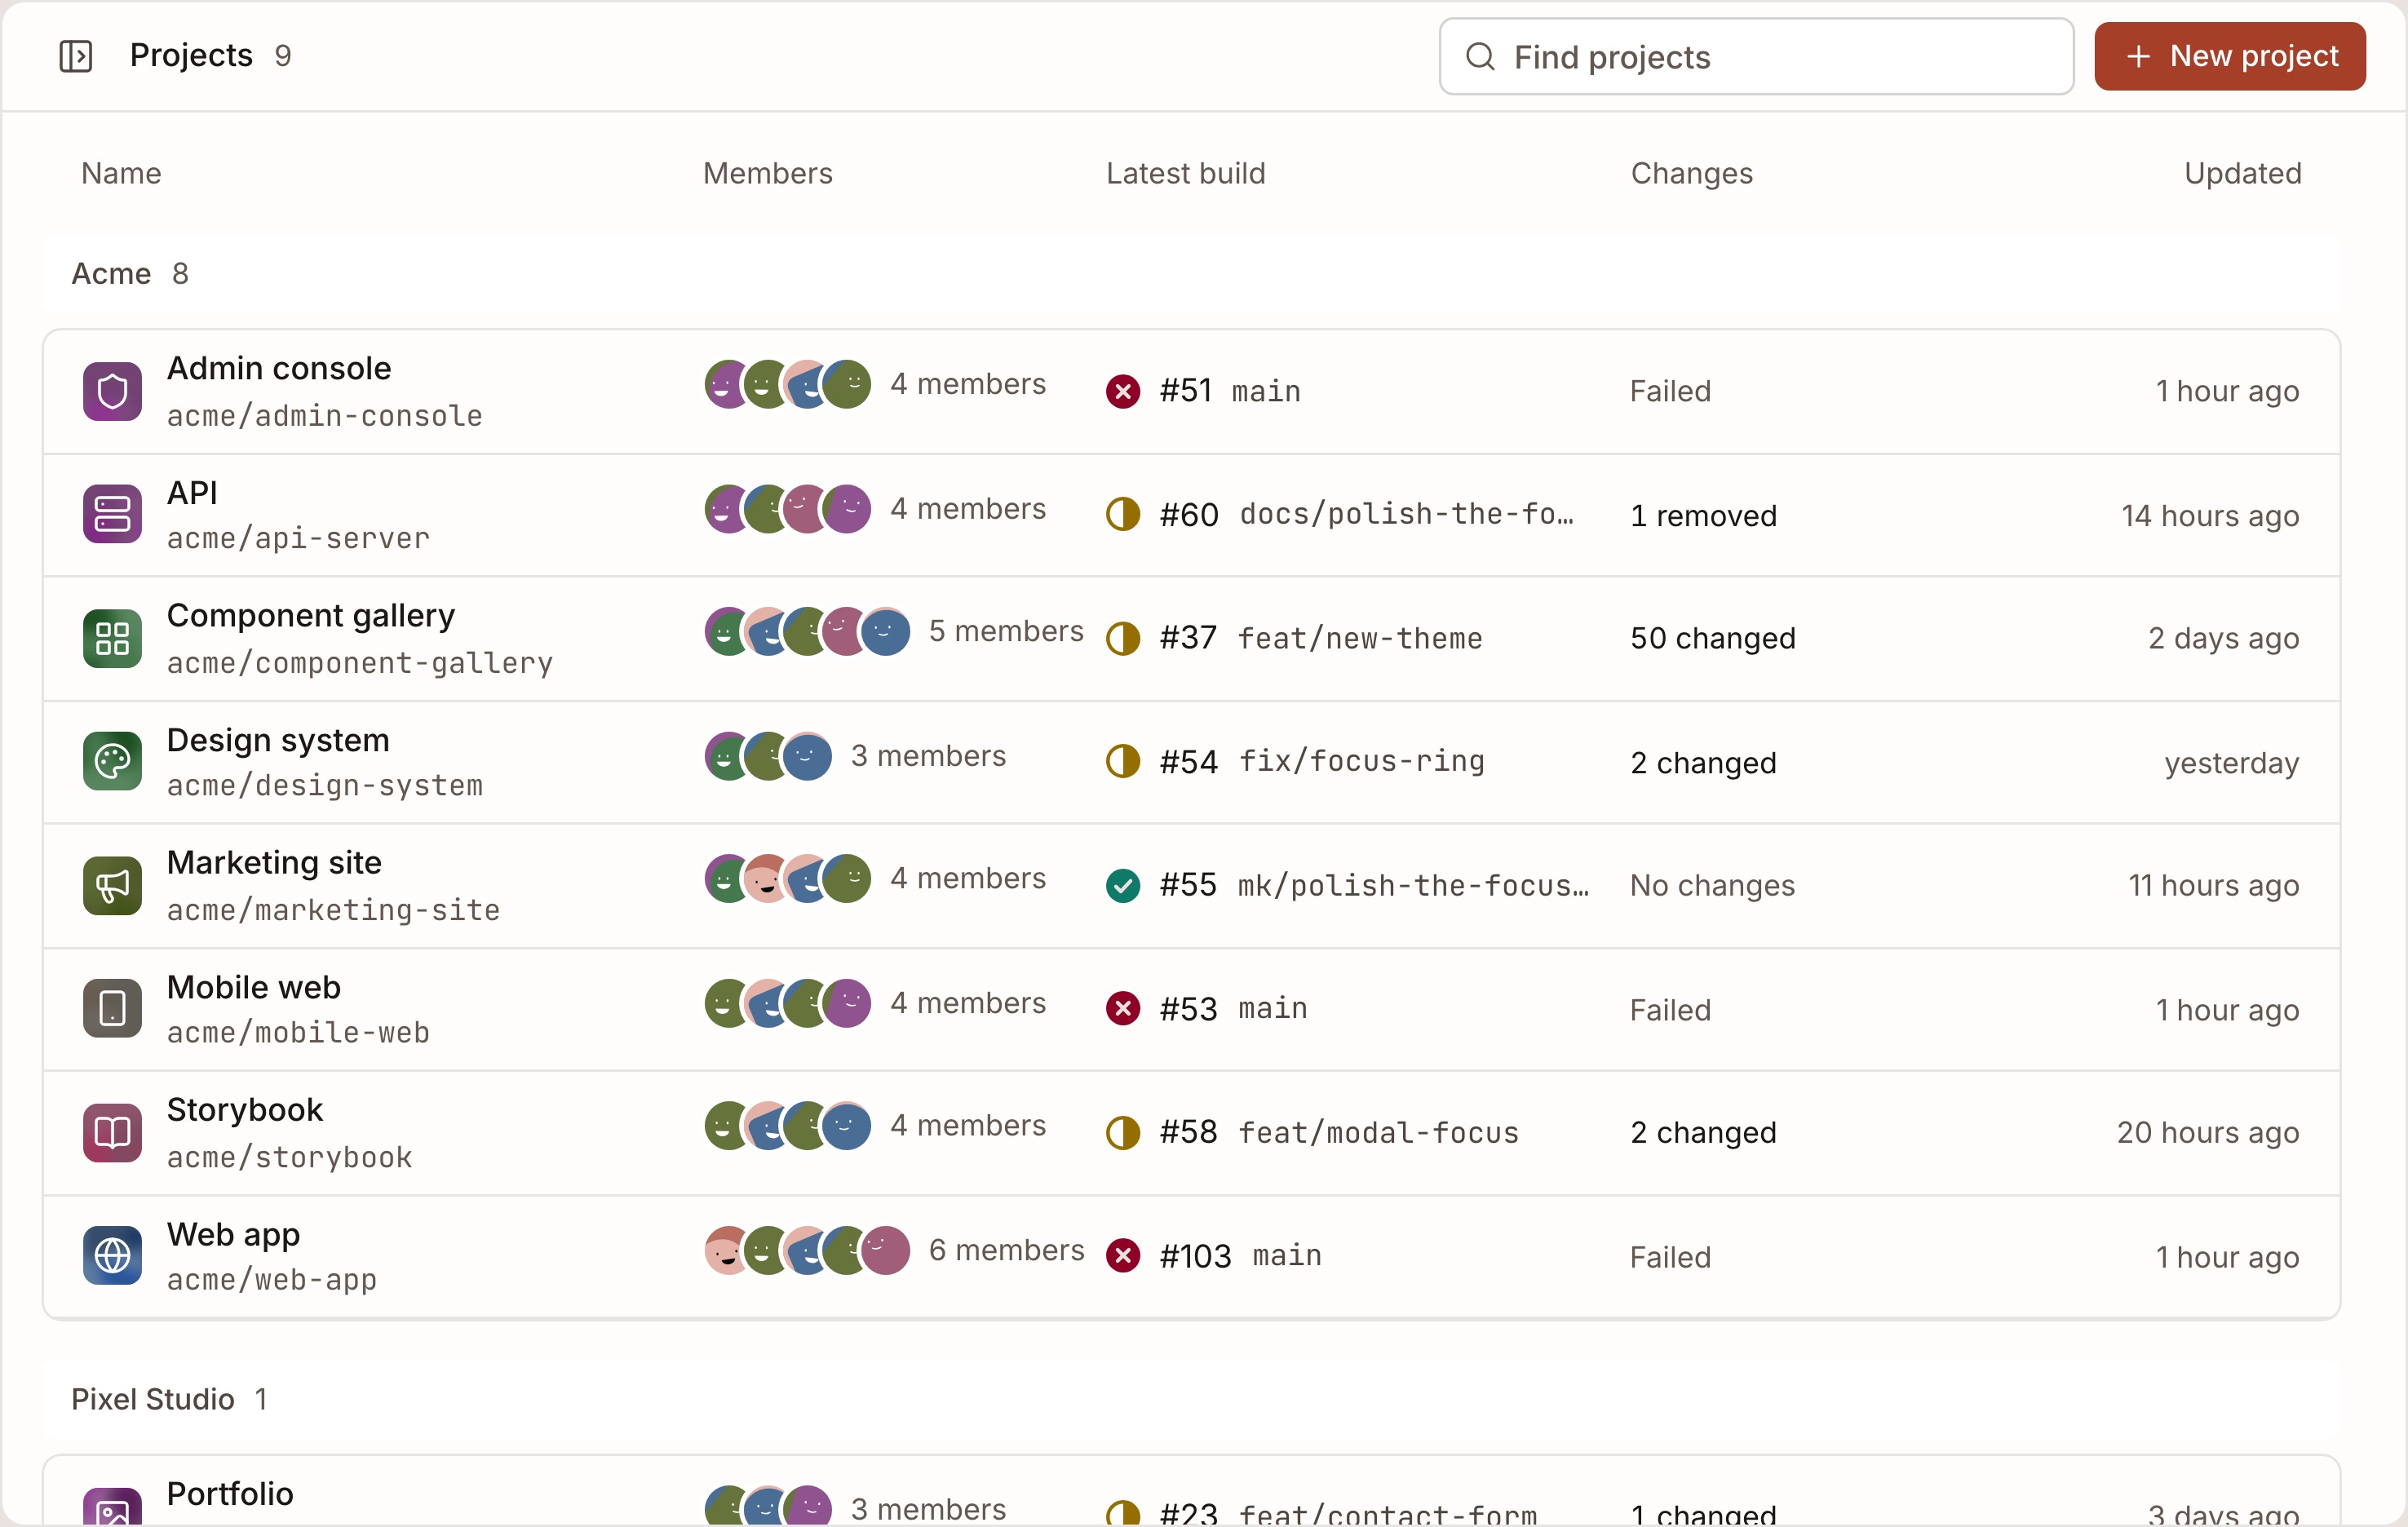 Projects 9
Find projects
New project
Name Members Latest build Changes Updated
Acme 8
Admin console
acme/admin-console
4 members
#51 main
Failed
1 hour ago
API
acme/api-server
4 members
#60 docs/polish-the-fo…
1 removed
14 hours ago
Component gallery
acme/component-gallery
5 members
#37 feat/new-theme
50 changed
2 days ago
Design system
acme/design-system
3 members
#54 fix/focus-ring
2 changed
yesterday
Marketing site
acme/marketing-site
4 members
#55 mk/polish-the-focus…
No changes
11 hours ago
Mobile web
acme/mobile-web
4 members
#53 main
Failed
1 hour ago
Storybook
acme/storybook
4 members
#58 feat/modal-focus
2 changed
20 hours ago
Web app
acme/web-app
6 members
#103 main
Failed
1 hour ago
Pixel Studio 1
Portfolio
3 members
#23 feat/contact-form
1 changed
3 days ago